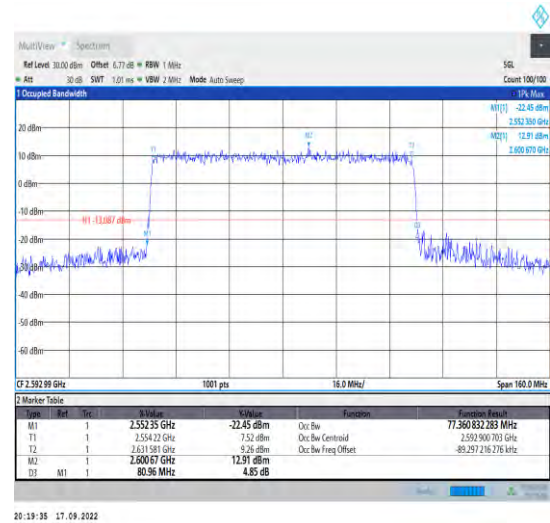 MultiView Spectrum
Ref Level 30.00 dBm Offset 6.77 dB RBW 1 MHz SGL
Att 30 dB SWT 1.01 ms VBW 2 MHz Mode Auto Sweep Count 100/100
1 Occupied Bandwidth 1Pk Max
M1[1] -22.45 dBm
2.552 350 GHz
M2[1] 12.91 dBm
2.600 670 GHz
20 dBm
M2
T1
T2
10 dBm
0 dBm
-10 dBm
H1 -13.087 dBm
M1
D3
-20 dBm
-30 dBm
-40 dBm
-50 dBm
-60 dBm
CF 2.592 99 GHz 1001 pts 16.0 MHz/ Span 160.0 MHz
2 Marker Table
Type Ref Trc X-Value Y-Value Function Function Result
M1 1 2.552 35 GHz -22.45 dBm Occ Bw 77.360 832 283 MHz
T1 1 2.554 22 GHz 7.52 dBm Occ Bw Centroid 2.592 900 703 GHz
T2 1 2.631 581 GHz 9.26 dBm Occ Bw Freq Offset -89.297 216 276 kHz
M2 1 2.600 67 GHz 12.91 dBm
D3 M1 1 80.96 MHz 4.85 dB
20:19:35 17.09.2022